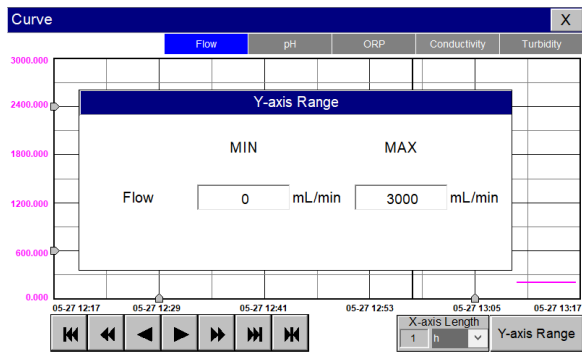 Curve X
Flow pH ORP Conductivity Turbidity
3000.000
2400.000
Y-axis Range
MIN MAX
1800.000
Flow 0 mL/min 3000 mL/min
1200.000
600.000
0.000
05-27 12:17 05-27 12:29 05-27 12:41 05-27 12:53 05-27 13:05 05-27 13:17
X-axis Length
1 h
Y-axis Range